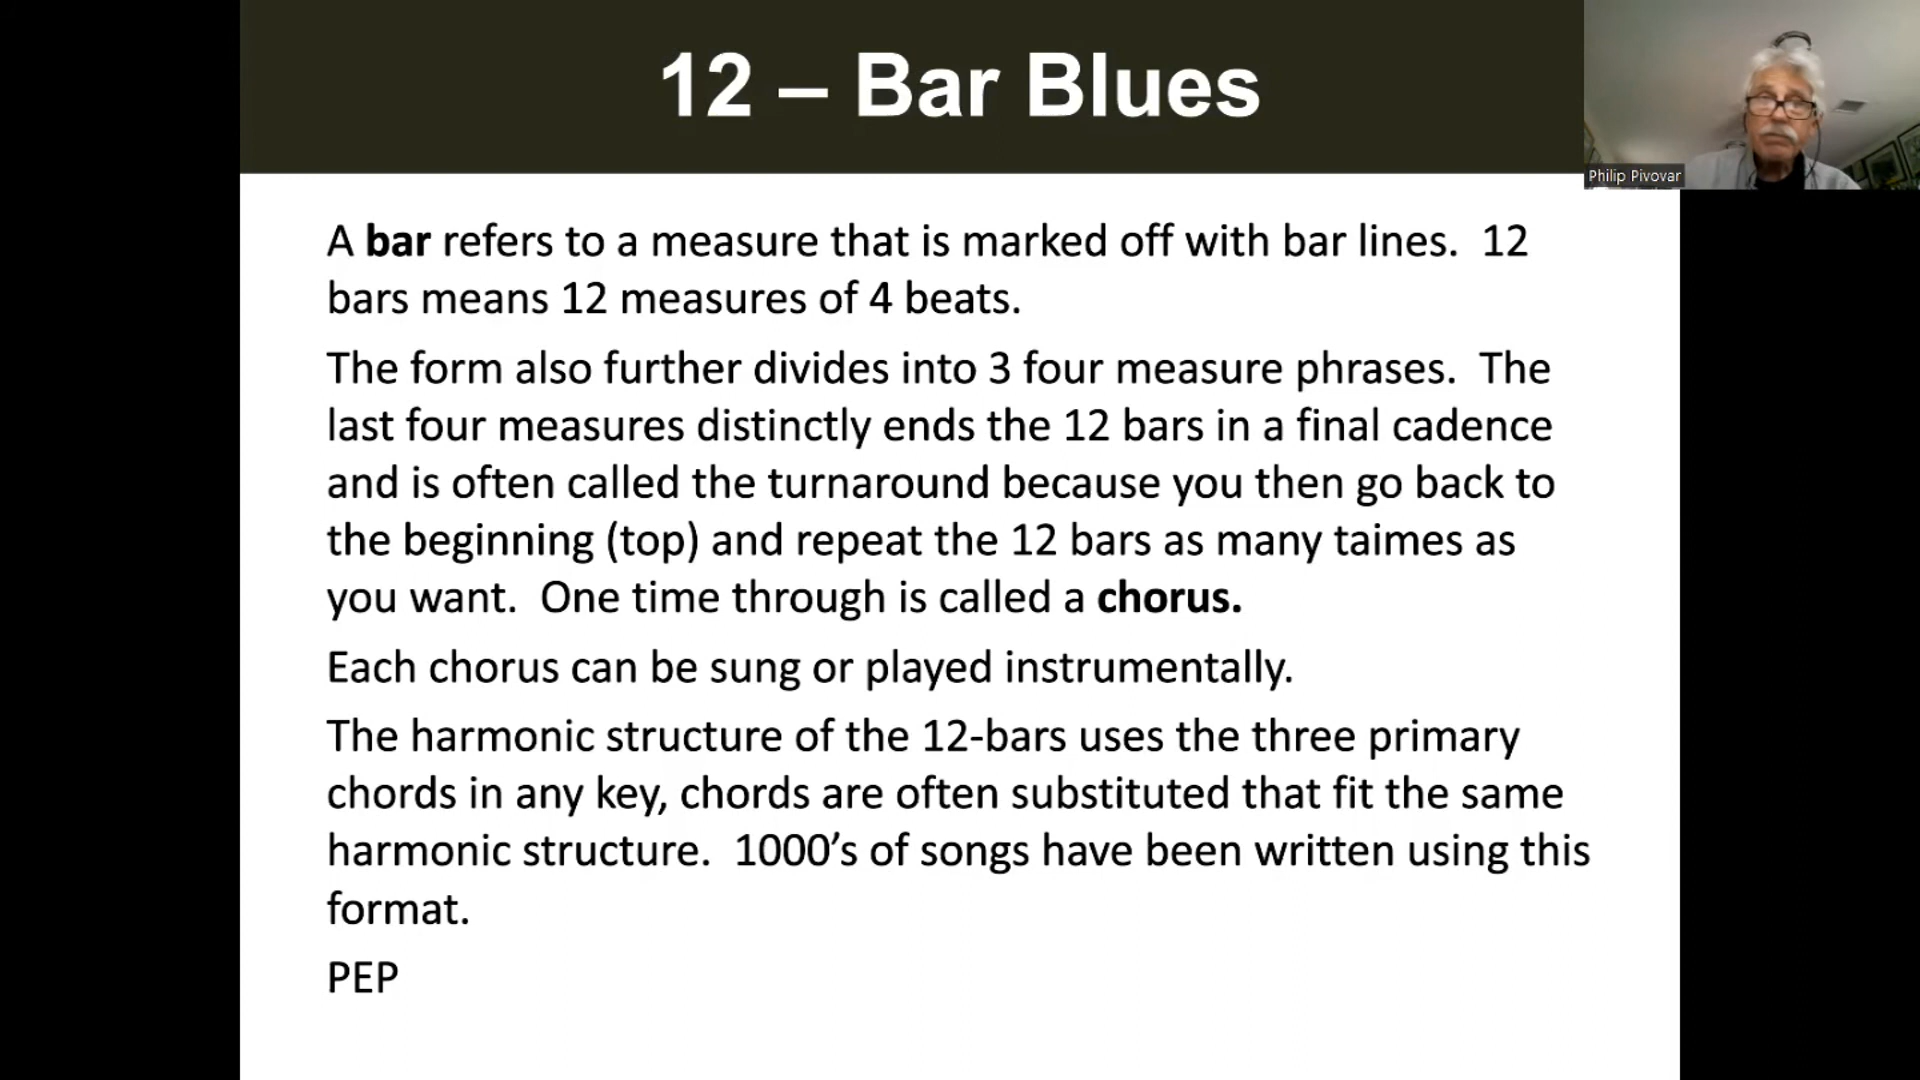 12 – Bar Blues
Philip Pivovar
A bar refers to a measure that is marked off with bar lines.  12
bars means 12 measures of 4 beats.
The form also further divides into 3 four measure phrases.  The
last four measures distinctly ends the 12 bars in a final cadence
and is often called the turnaround because you then go back to
the beginning (top) and repeat the 12 bars as many taimes as
you want.  One time through is called a chorus.
Each chorus can be sung or played instrumentally.
The harmonic structure of the 12-bars uses the three primary
chords in any key, chords are often substituted that fit the same
harmonic structure.  1000’s of songs have been written using this
format.
PEP